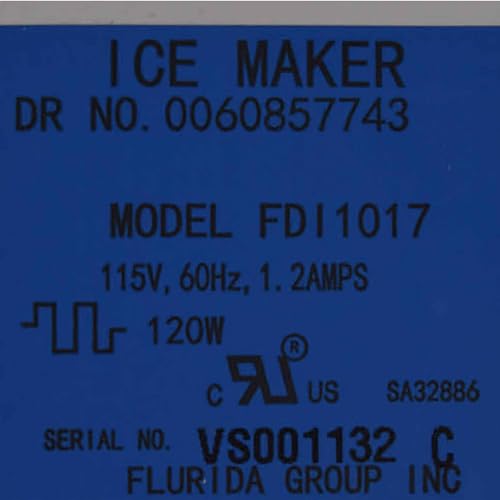 ICE MAKER
DR NO. 0060857743
MODEL FDI1017
115V, 60Hz, 1.2AMPS
120W
C RU ® US SA32886
SERIAL NO. VS001132 C
FLURIDA GROUP INC